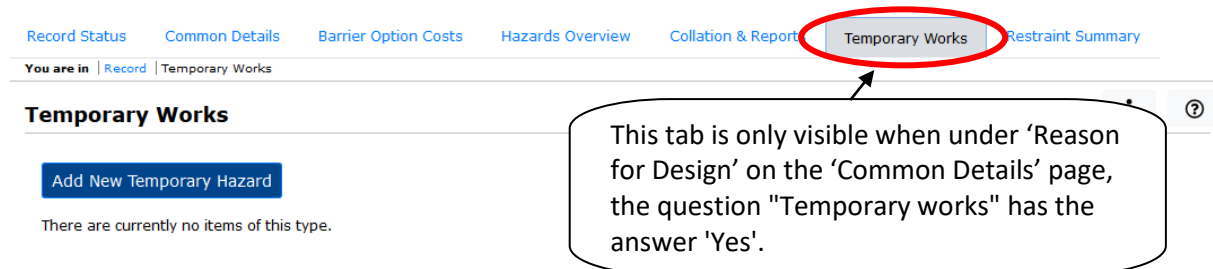 Record Status Common Details Barrier Option Costs Hazards Overview Collation & Report Temporary Works Restraint Summary
You are in | Record | Temporary Works
Temporary Works
?
Add New Temporary Hazard
There are currently no items of this type.
This tab is only visible when under ‘Reason
for Design’ on the ‘Common Details’ page,
the question "Temporary works" has the
answer 'Yes'.